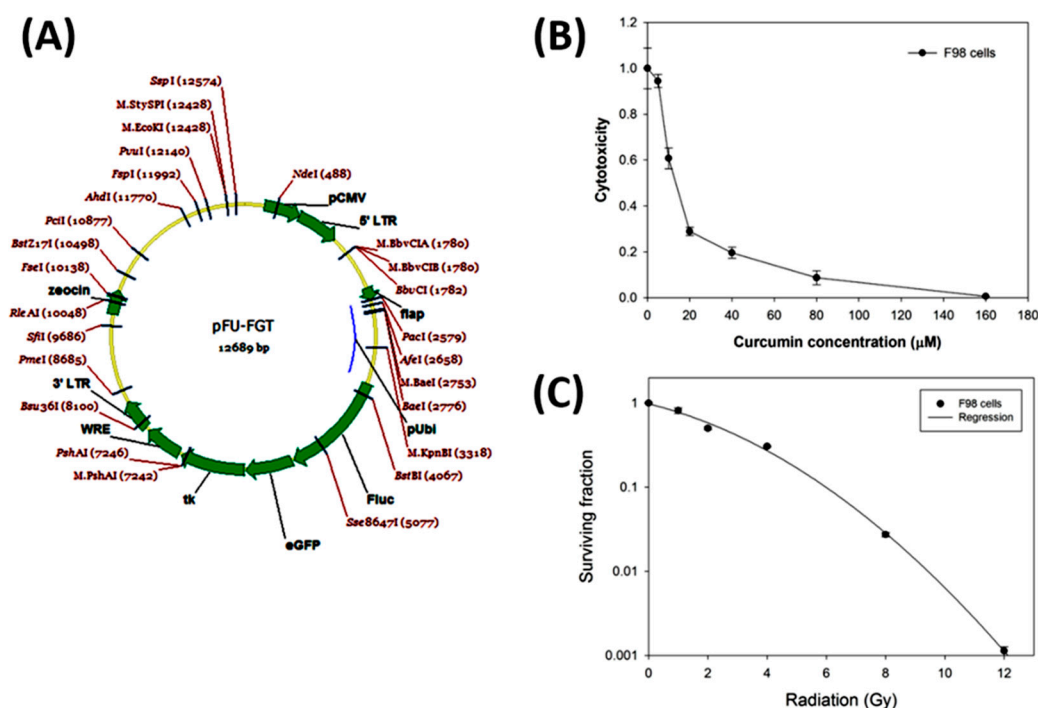 (A)
SspI (12574)
M.StySPI (12428)
M.EcoKI (12428)
PvuI (12140)
FspI (11992)
AhdI (11770)
PciI (10877)
BstZ17I (10498)
FseI (10138)
zeocin
RleAI (10048)
SfiI (9686)
PmeI (8685)
3' LTR
Bsu36I (8100)
WRE
PshAI (7246)
M.PshAI (7242)
tk
eGFP
NdeI (488)
pCMV
5' LTR
M.BbvCIA (1780)
M.BbvCIB (1780)
BbvCI (1782)
flap
PacI (2579)
AfeI (2658)
M.BaeI (2753)
BaeI (2776)
pUbi
M.KpnBI (3318)
BstBI (4067)
Fluc
Sse8647I (5077)
pFU-FGT
12689 bp
(B)
F98 cells
Cytotoxicity
1.2
1.0
0.8
0.6
0.4
0.2
0.0
0 20 40 60 80 100 120 140 160 180
Curcumin concentration (μM)
(C)
F98 cells
Regression
Surviving fraction
1
0.1
0.01
0.001
0 2 4 6 8 10 12
Radiation (Gy)